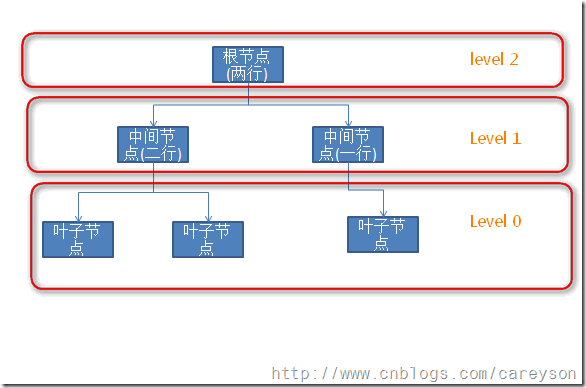 根节点
(两行)
level 2
中间节
点(二行)
中间节
点(一行)
Level 1
叶子节
点
叶子节
点
叶子节
点
Level 0
http://www.cnblogs.com/careyson